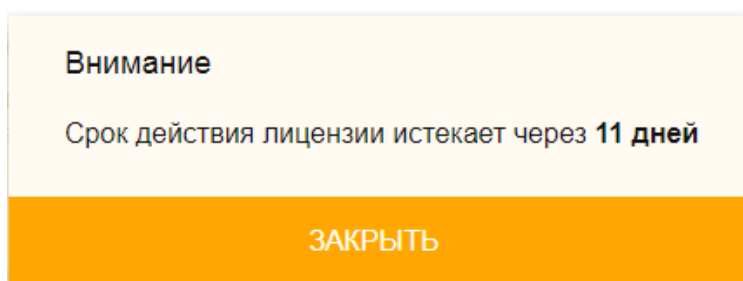 Внимание
Срок действия лицензии истекает через 11 дней
ЗАКРЫТЬ